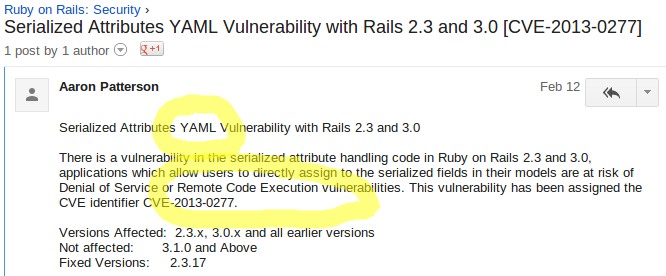 Ruby on Rails: Security ›
Serialized Attributes YAML Vulnerability with Rails 2.3 and 3.0 [CVE-2013-0277]
1 post by 1 author g+1
Aaron Patterson Feb 12
Serialized Attributes YAML Vulnerability with Rails 2.3 and 3.0
There is a vulnerability in the serialized attribute handling code in Ruby on Rails 2.3 and 3.0,
applications which allow users to directly assign to the serialized fields in their models are at risk of
Denial of Service or Remote Code Execution vulnerabilities. This vulnerability has been assigned the
CVE identifier CVE-2013-0277.
Versions Affected: 2.3.x, 3.0.x and all earlier versions
Not affected: 3.1.0 and Above
Fixed Versions: 2.3.17